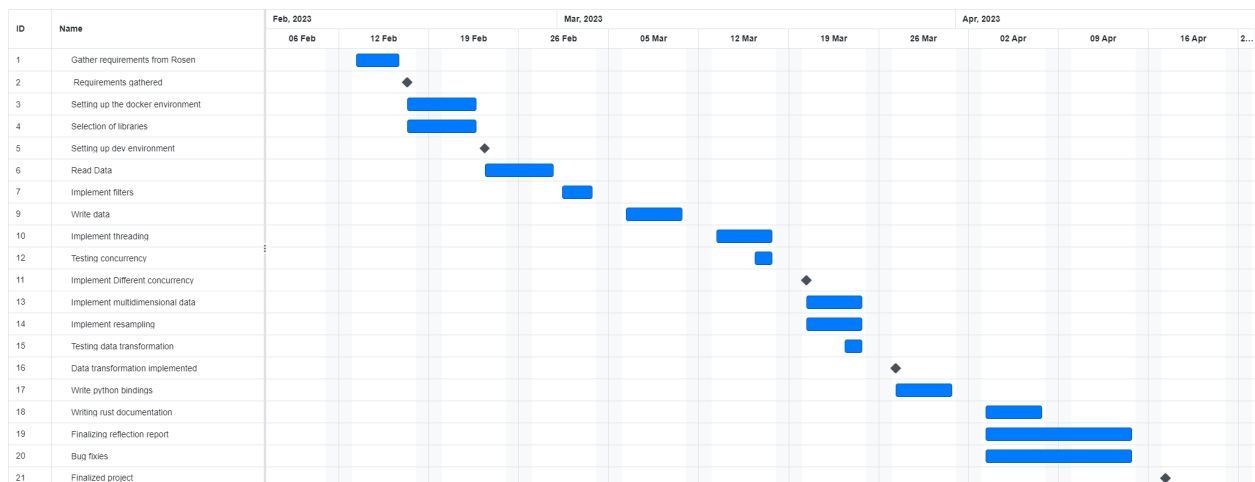 ID Name Feb, 2023 Mar, 2023 Apr, 2023
06 Feb 12 Feb 19 Feb 26 Feb 05 Mar 12 Mar 19 Mar 26 Mar 02 Apr 09 Apr 16 Apr 2...
1 Gather requirements from Rosen
2 Requirements gathered
3 Setting up the docker environment
4 Selection of libraries
5 Setting up dev environment
6 Read Data
7 Implement filters
9 Write data
10 Implement threading
12 Testing concurrency
11 Implement Different concurrency
13 Implement multidimensional data
14 Implement resampling
15 Testing data transformation
16 Data transformation implemented
17 Write python bindings
18 Writing rust documentation
19 Finalizing reflection report
20 Bug fixies
21 Finalized project